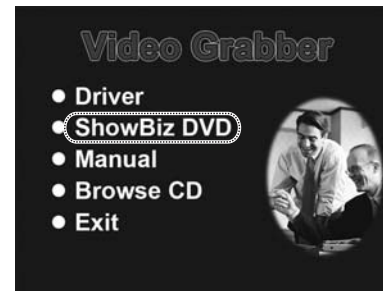 Video Grabber
Driver
ShowBiz DVD
Manual
Browse CD
Exit